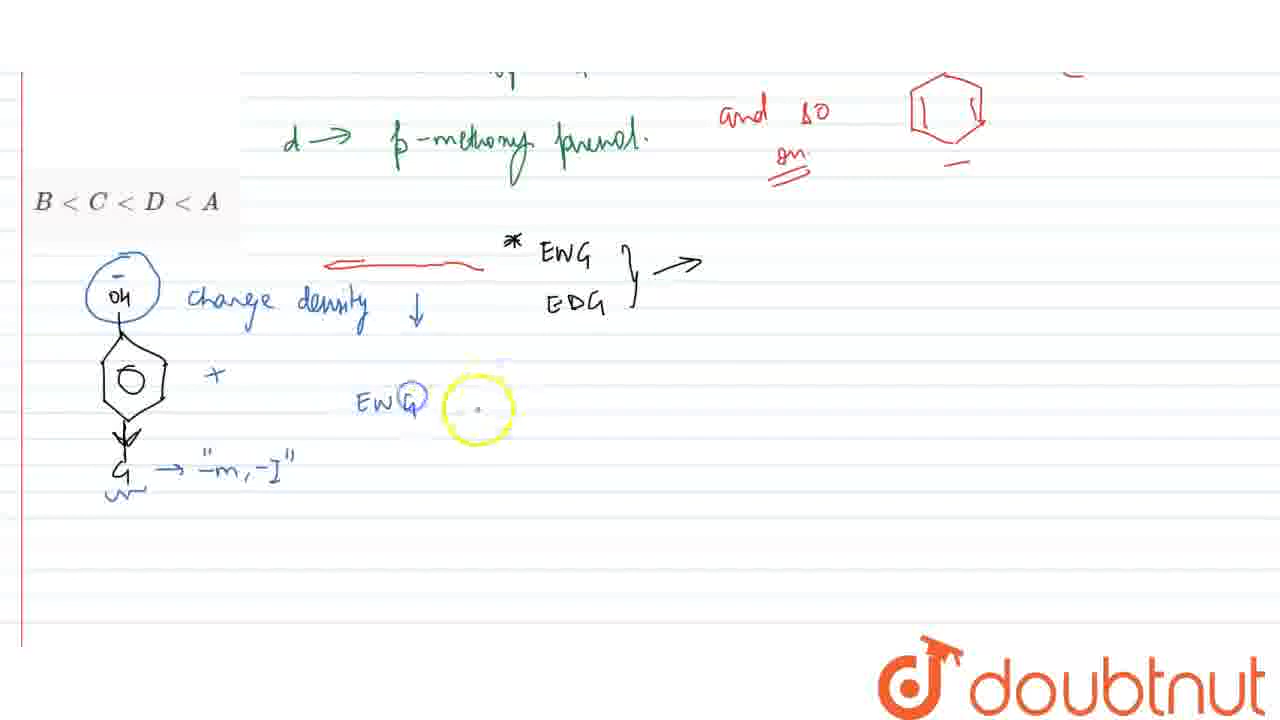 d → p-methoxy phenol.
and so
on.
B < C < D < A
* EWG
EDG
OH
charge density ↓
+
EWG
G → "-m, -I"
doubtnut